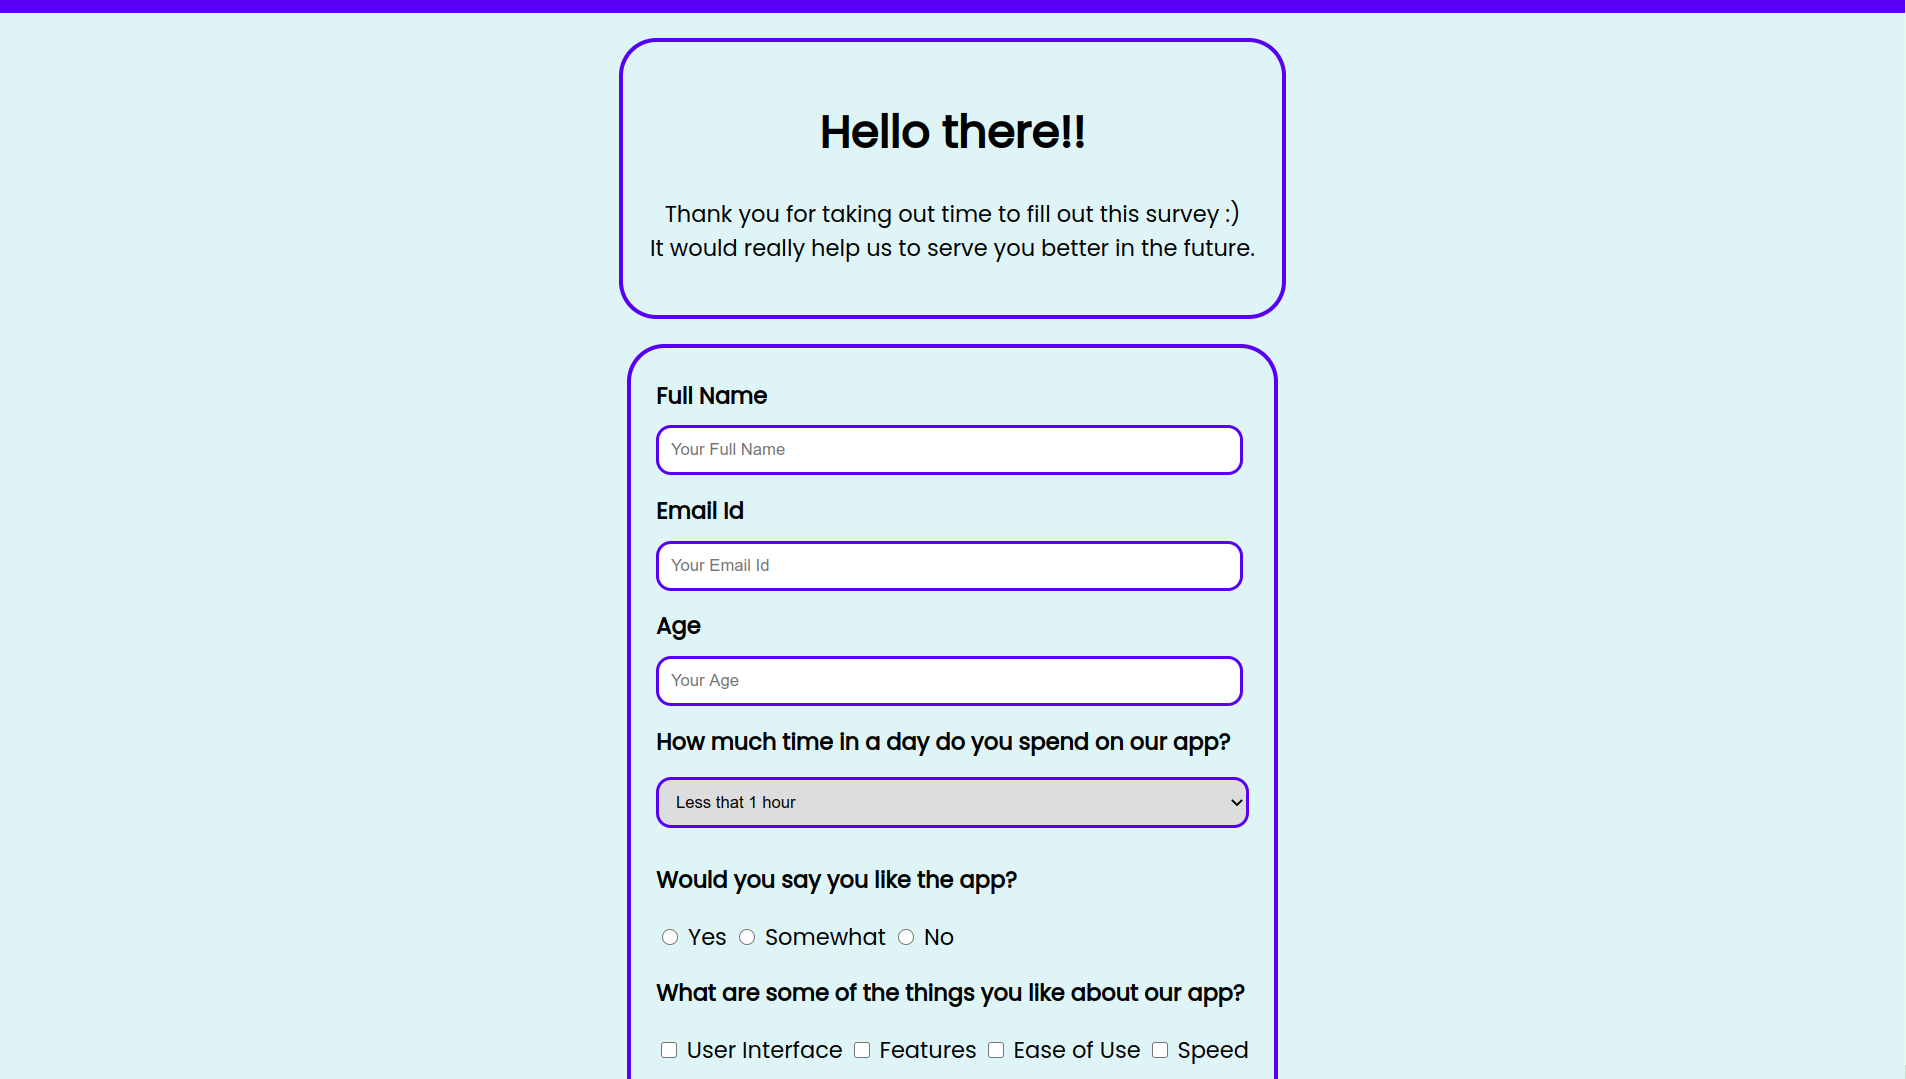 Hello there!!
Thank you for taking out time to fill out this survey :)
It would really help us to serve you better in the future.
Full Name
Your Full Name
Email Id
Your Email Id
Age
Your Age
How much time in a day do you spend on our app?
Less that 1 hour
Would you say you like the app?
Yes Somewhat No
What are some of the things you like about our app?
User Interface Features Ease of Use Speed